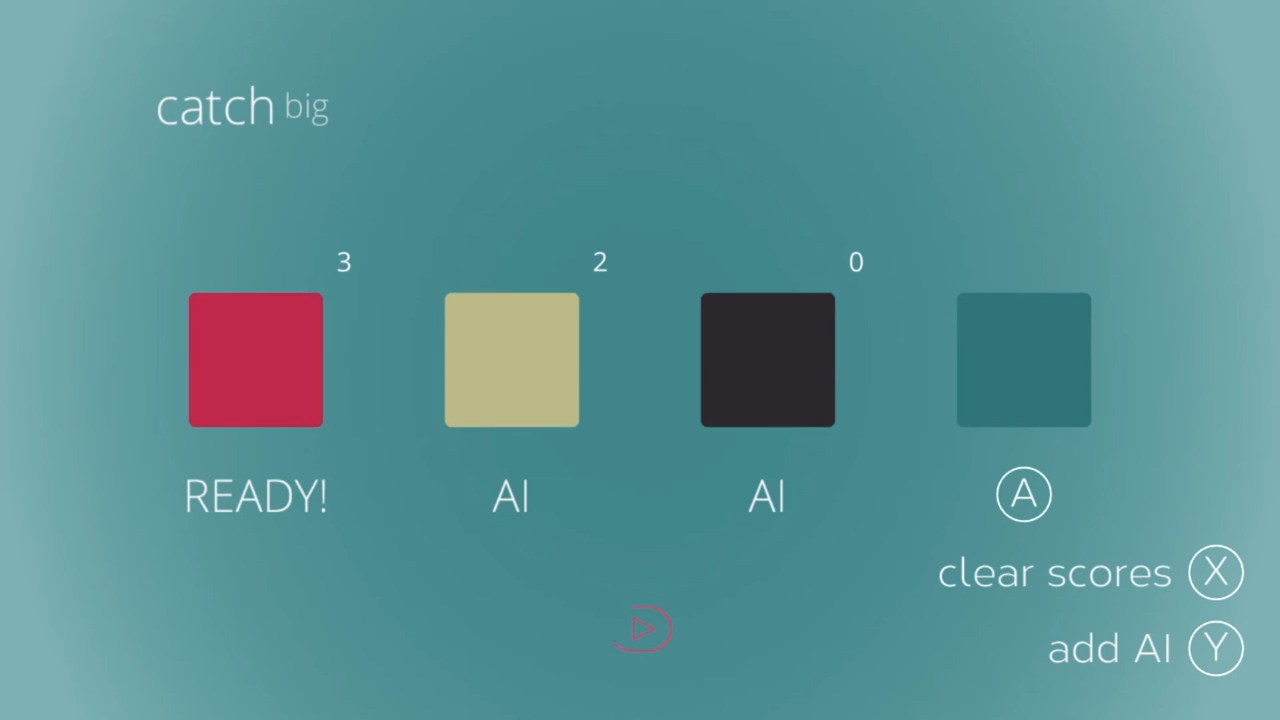 catch big
3 2 0
READY! AI AI A
clear scores X
add AI Y